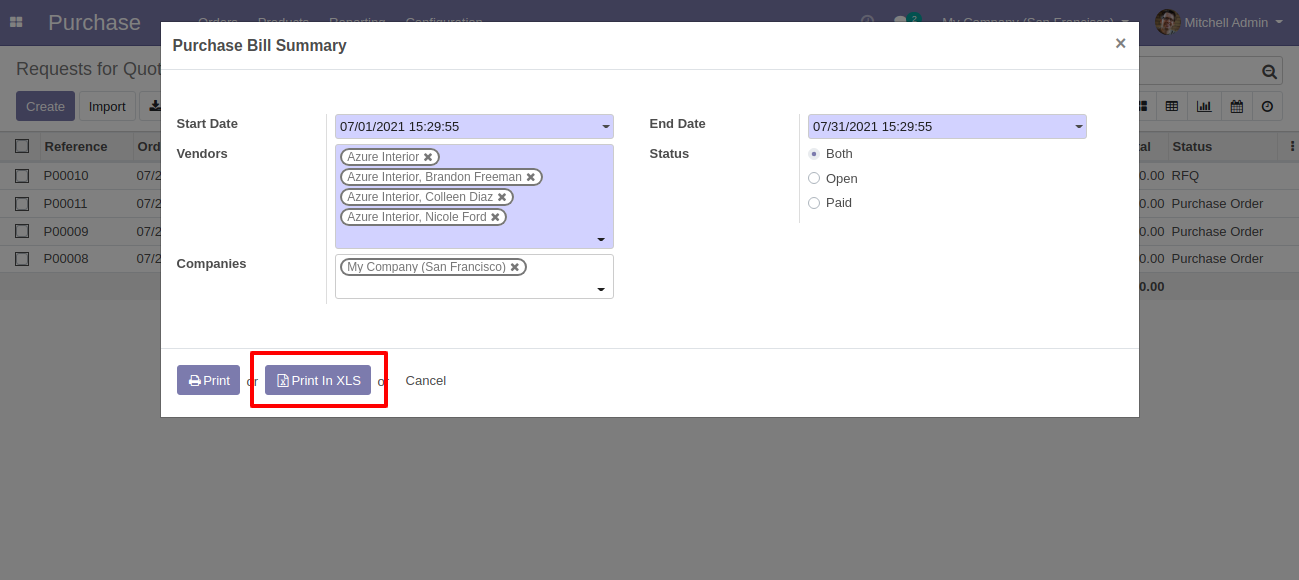 Purchase Orders Products Reporting Configuration 2 My Company (San Francisco) Mitchell Admin
Purchase Bill Summary ×
Requests for Quot
Create Import
Start Date 07/01/2021 15:29:55 End Date 07/31/2021 15:29:55
Vendors Azure Interior Status Both
Azure Interior, Brandon Freeman Open
Azure Interior, Colleen Diaz Paid
Azure Interior, Nicole Ford
Companies My Company (San Francisco)
Reference Ord al Status
P00010 07/2 0.00 RFQ
P00011 07/2 0.00 Purchase Order
P00009 07/2 0.00 Purchase Order
P00008 07/2 0.00 Purchase Order
0.00
Print or Print In XLS or Cancel